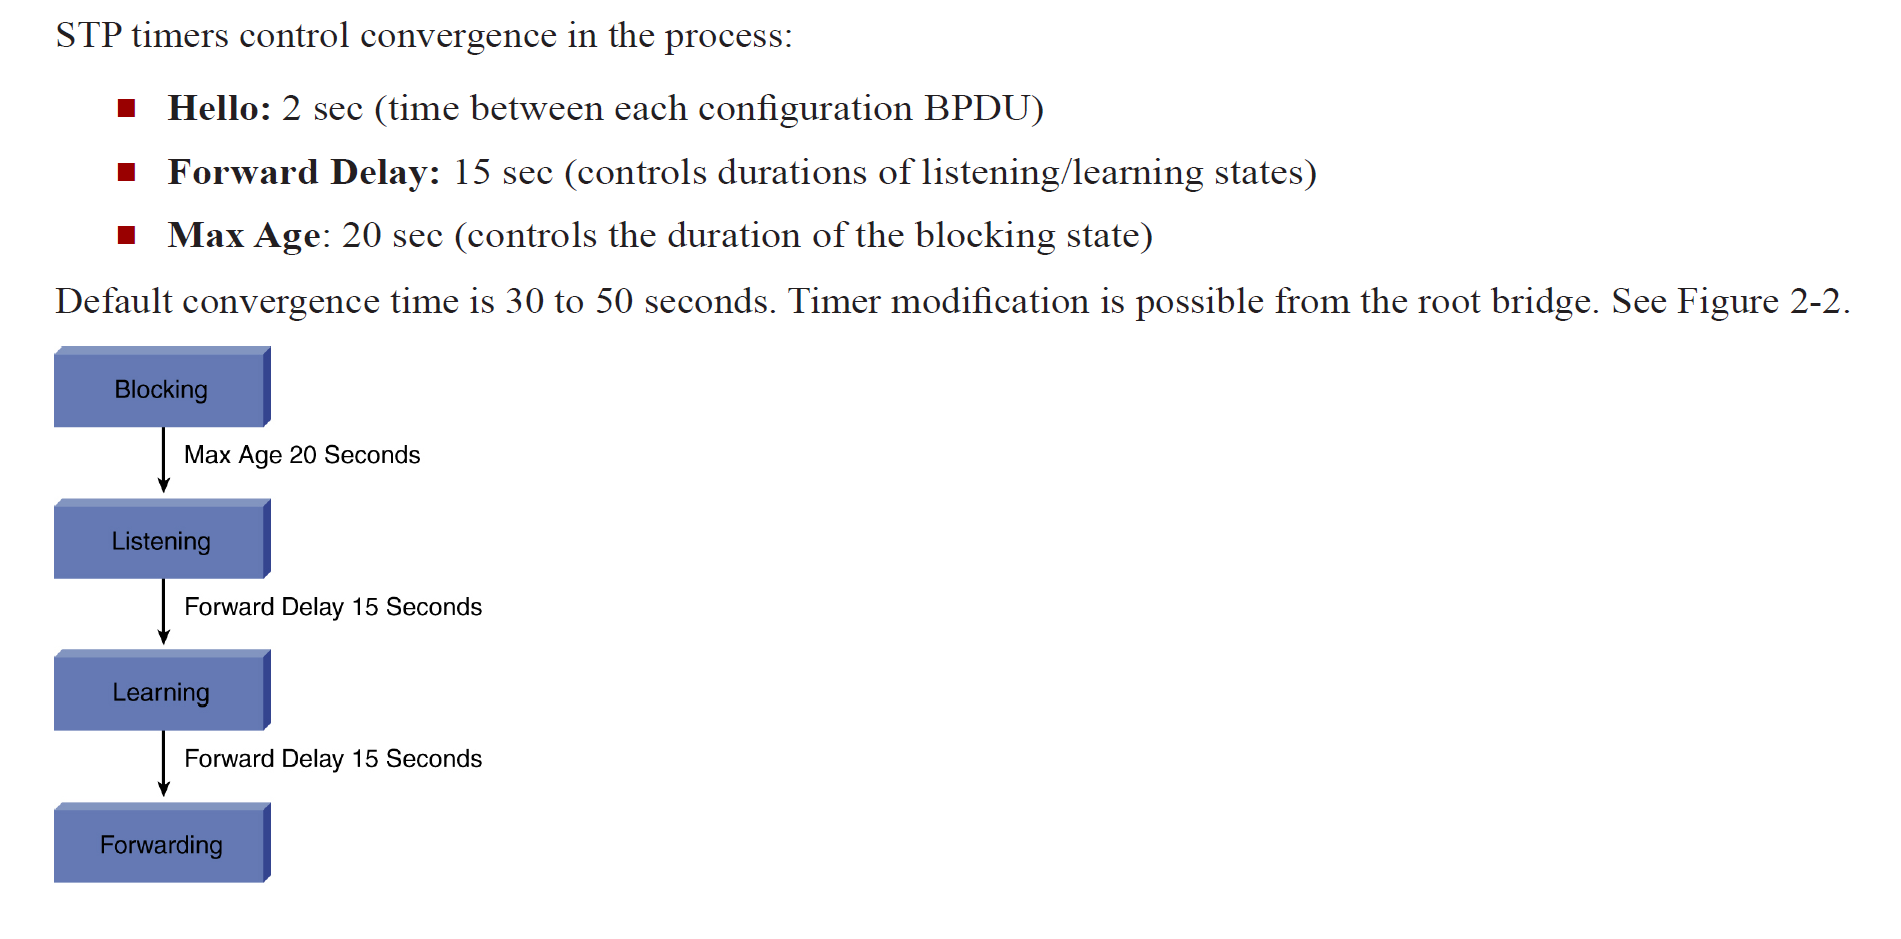 STP timers control convergence in the process:
■ Hello: 2 sec (time between each configuration BPDU)
■ Forward Delay: 15 sec (controls durations of listening/learning states)
■ Max Age: 20 sec (controls the duration of the blocking state)
Default convergence time is 30 to 50 seconds. Timer modification is possible from the root bridge. See Figure 2-2.
Blocking
Max Age 20 Seconds
Listening
Forward Delay 15 Seconds
Learning
Forward Delay 15 Seconds
Forwarding